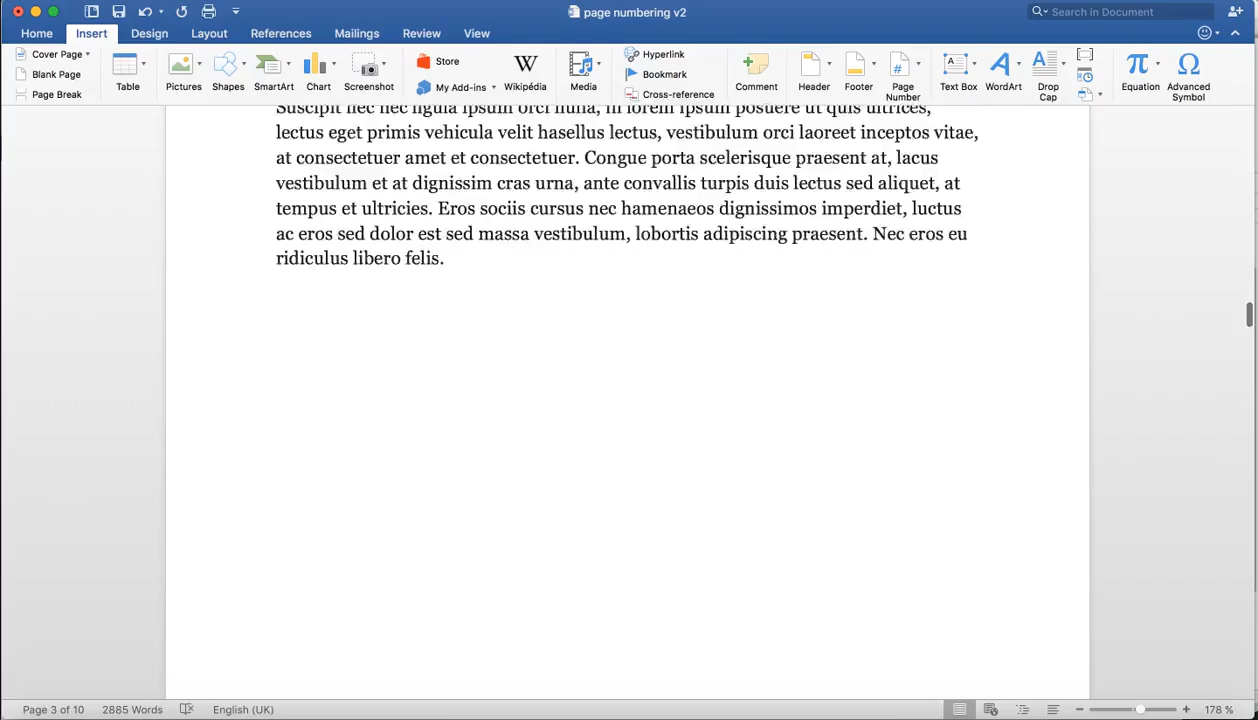 page numbering v2
Search in Document
Home Insert Design Layout References Mailings Review View
Cover Page
Blank Page
Page Break
Table
Pictures
Shapes
SmartArt
Chart
Screenshot
Store
My Add-ins
W
Wikipédia
Media
Hyperlink
Bookmark
Cross-reference
Comment
Header
Footer
#
Page
Number
A
Text Box
A
WordArt
A
Drop
Cap
π
Equation
Ω
Advanced
Symbol
Suscipit nec nec ligula ipsum orci nuna, in lorem ipsum posuere ut quis ultrices,
lectus eget primis vehicula velit hasellus lectus, vestibulum orci laoreet inceptos vitae,
at consectetuer amet et consectetuer. Congue porta scelerisque praesent at, lacus
vestibulum et at dignissim cras urna, ante convallis turpis duis lectus sed aliquet, at
tempus et ultricies. Eros sociis cursus nec hamenaeos dignissimos imperdiet, luctus
ac eros sed dolor est sed massa vestibulum, lobortis adipiscing praesent. Nec eros eu
ridiculus libero felis.
Page 3 of 10 2885 Words English (UK) 178 %